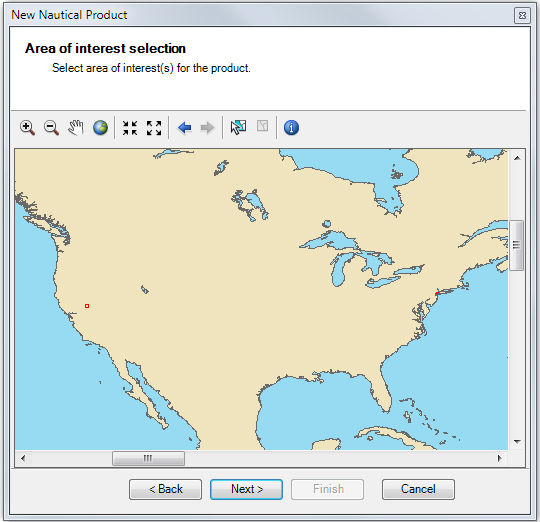 New Nautical Product
Area of interest selection
Select area of interest(s) for the product.
< Back
Next >
Finish
Cancel